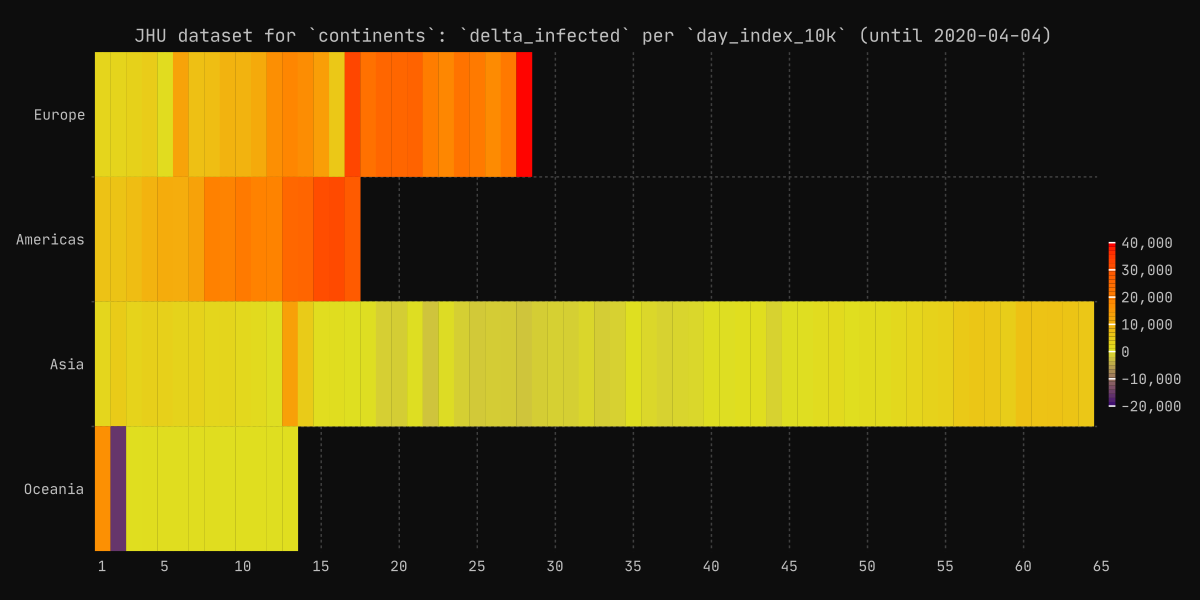 JHU dataset for `continents`: `delta_infected` per `day_index_10k` (until 2020-04-04)
Europe
Americas
Asia
Oceania
40,000
30,000
20,000
10,000
0
-10,000
-20,000
1 5 10 15 20 25 30 35 40 45 50 55 60 65